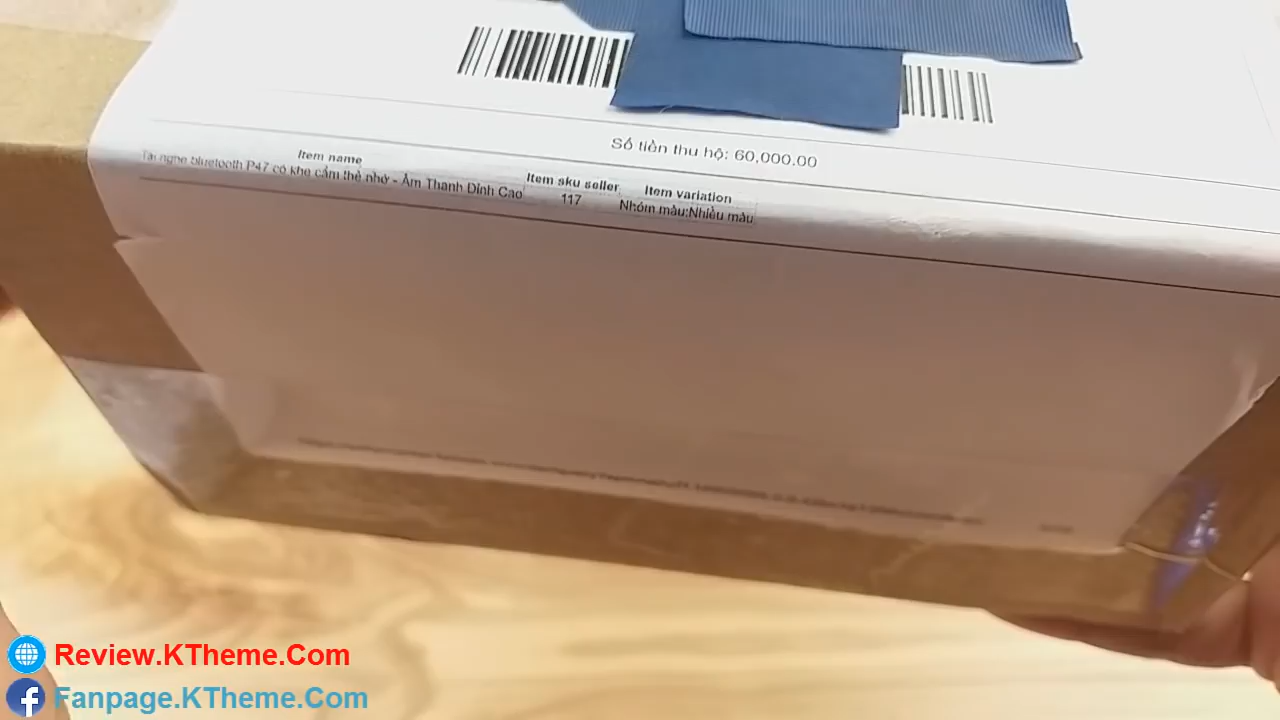 Số tiền thu hộ: 60,000.00
Item name
Item sku seller
Item variation
Tai nghe bluetooth P47 có khe cắm thẻ nhớ - Âm Thanh Đỉnh Cao
117
Nhóm màu:Nhiều màu
Review.KTheme.Com
Fanpage.KTheme.Com